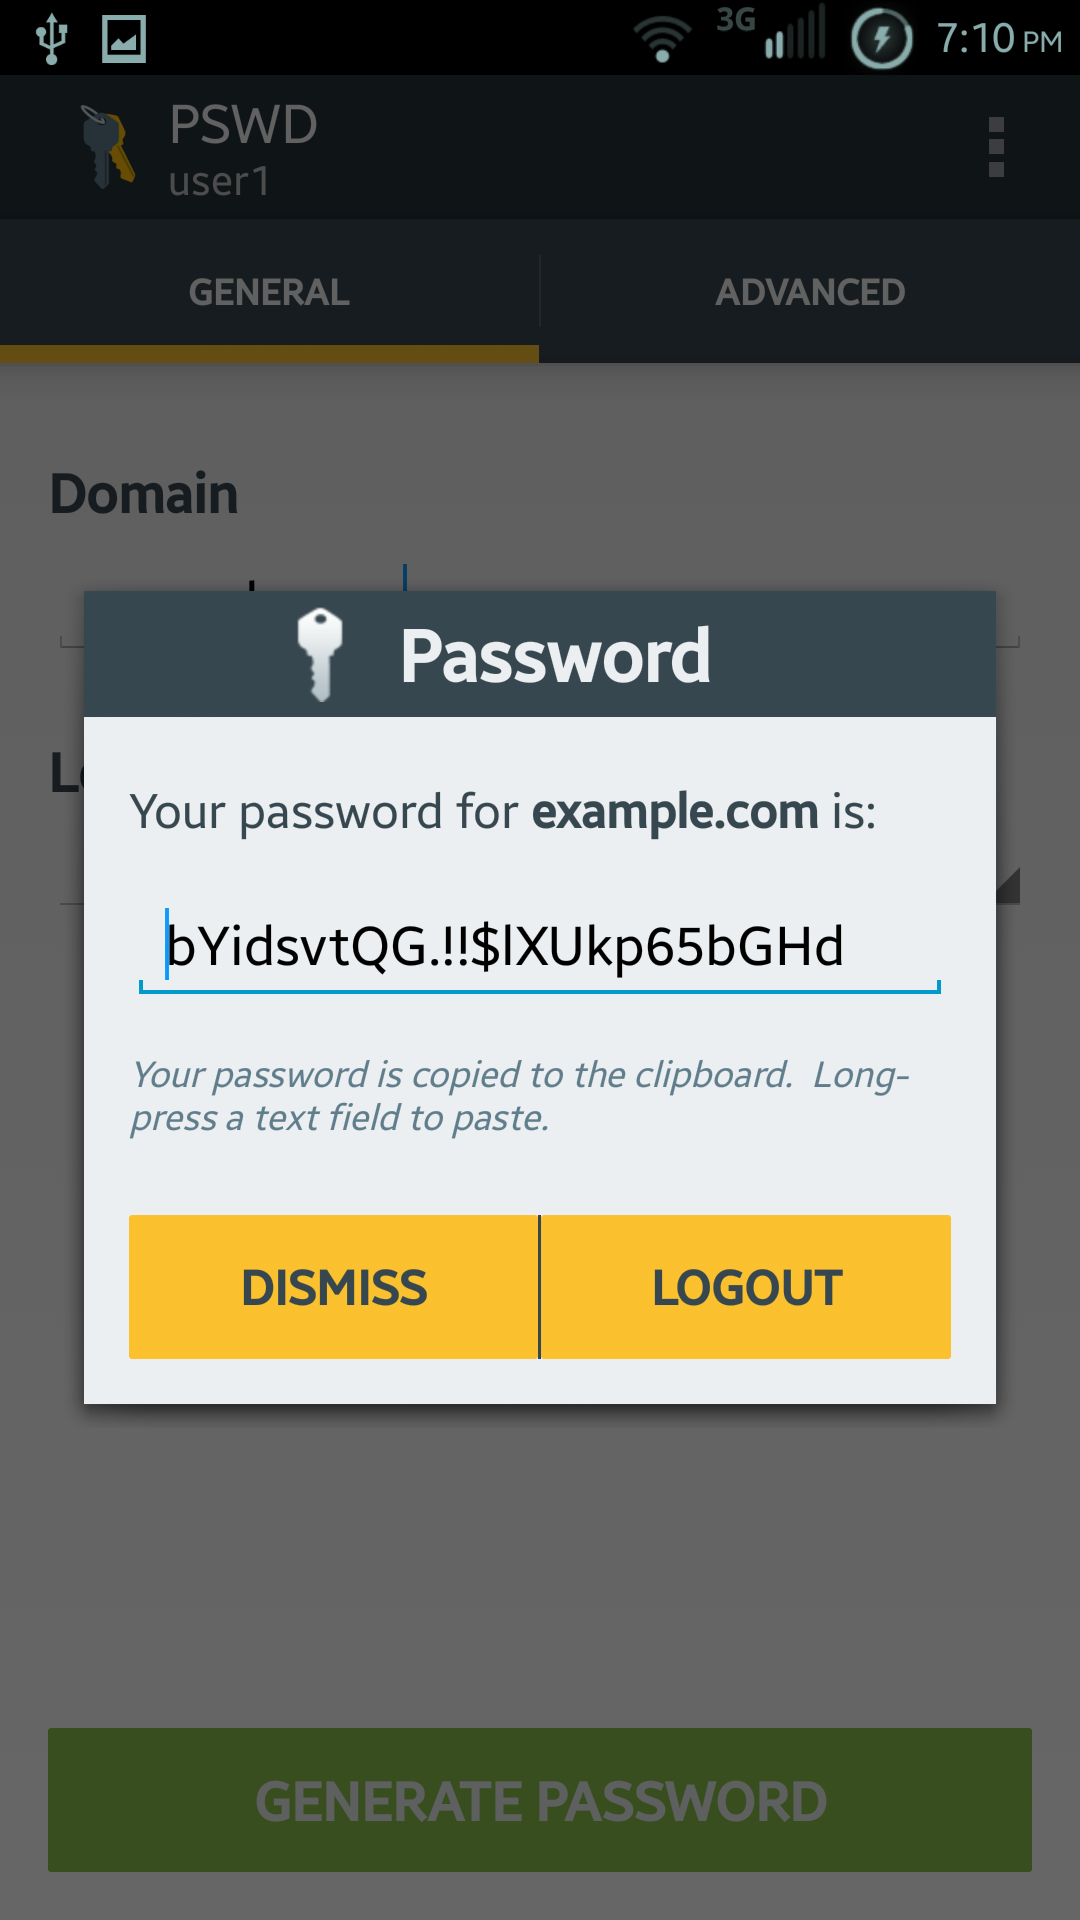 3G 7:10 PM
PSWD
user1
GENERAL ADVANCED
Domain
Password
Your password for example.com is:
bYidsvtQG.!!$lXUkp65bGHd
Your password is copied to the clipboard. Long-
press a text field to paste.
DISMISS LOGOUT
GENERATE PASSWORD